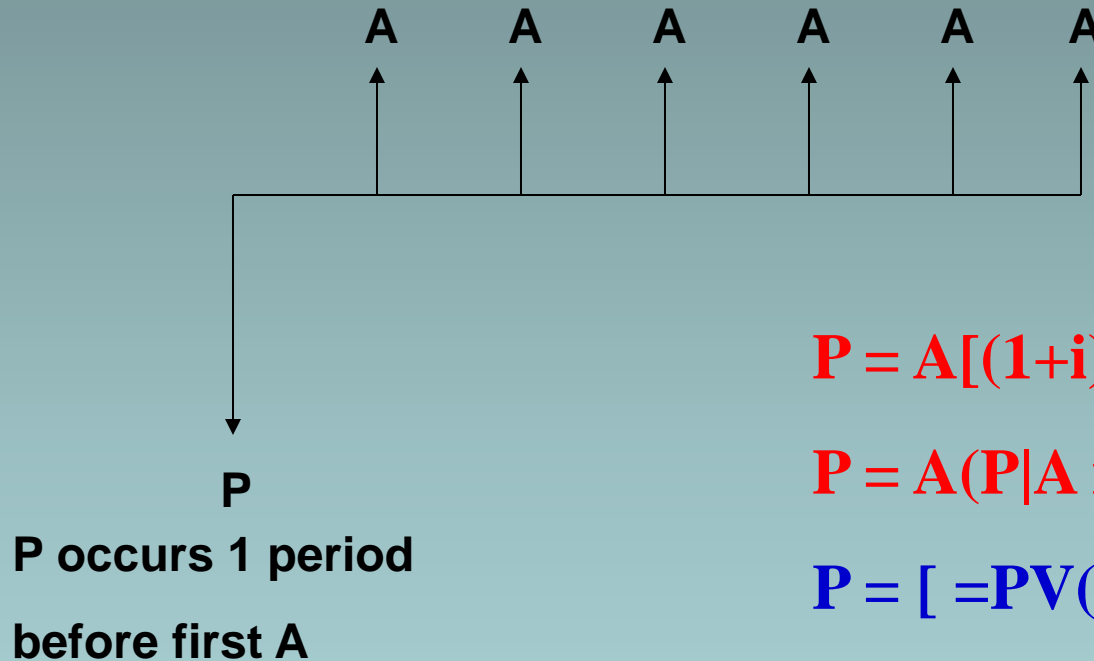 A A A A A A
P = A[(1+i)
P = A(P|A
P
P occurs 1 period
P = [ =PV(
before first A